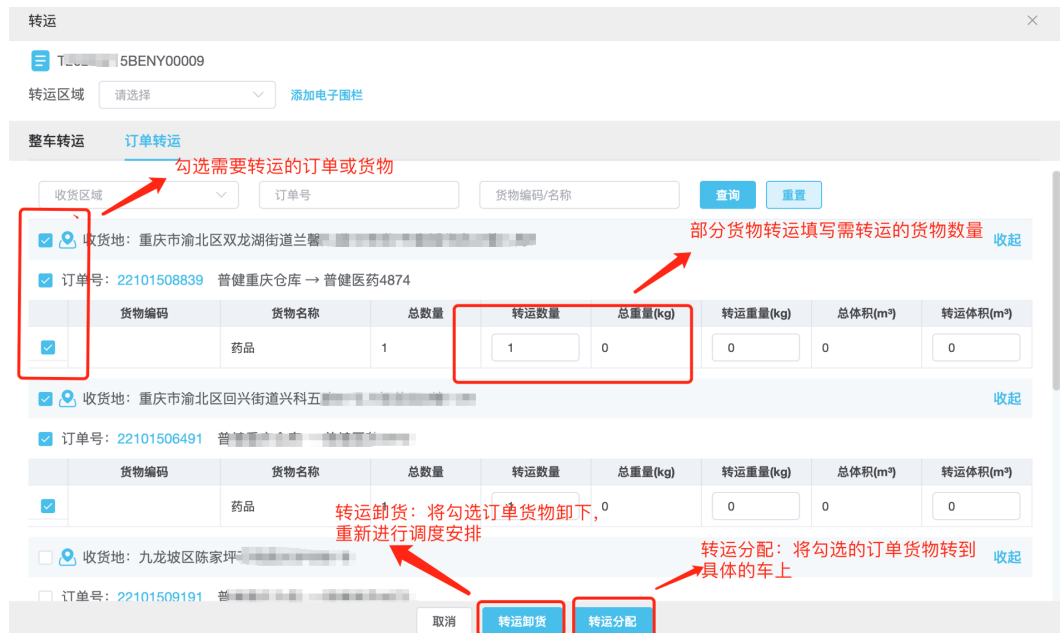 转运
5BENY00009
转运区域 请选择 添加电子围栏
整车转运 订单转运
勾选需要转运的订单或货物
收货区域 订单号 货物编码/名称 查询 重置
部分货物转运填写需转运的货物数量
收货地：重庆市渝北区双龙湖街道兰馨 收起
订单号：22101508839 普健重庆仓库 → 普健医药4874
货物编码 货物名称 总数量 转运数量 总重量(kg) 转运重量(kg) 总体积(m³) 转运体积(m³)
药品 1 1 0 0 0 0
收货地：重庆市渝北区回兴街道兴科五 收起
订单号：22101506491 普
货物编码 货物名称 总数量 转运数量 总重量(kg) 转运重量(kg) 总体积(m³) 转运体积(m³)
药品 1 1 0 0 0 0
转运卸货：将勾选订单货物卸下，
重新进行调度安排
转运分配：将勾选的订单货物转到
具体的车上
收货地：九龙坡区陈家坪 收起
订单号：22101509191 普
取消 转运卸货 转运分配